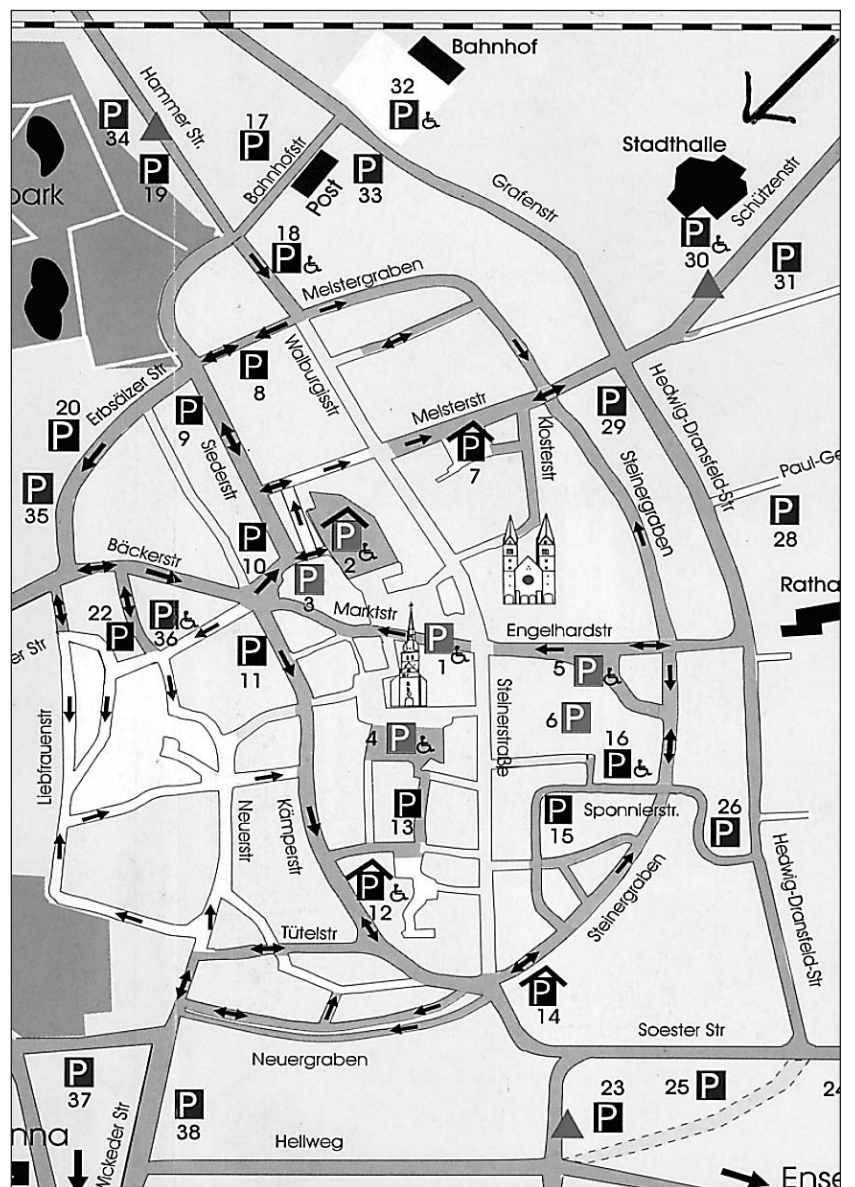 Bahnhof
32
P
Hammer Str.
P
34
17
P
Stadthalle
P
19
Bahnhofstr
Post
P
33
Schützenstr
park
Grafenstr
P
30
18
P
P
31
Meistergraben
Walburgisstr
P
8
Erbsälzer Str
20
P
P
9
Meisterstr
P
29
Hedwig-Dransfeld-Str
Siederstr
P
7
Klosterstr
Steinergraben
P
35
Paul-Ge
P
28
Bäckerstr
P
10
P
2
P
3
Ratha
22
P
P
36
Marktstr
Engelhardstr
er Str
P
11
1
P
5
P
Liebfrauenstr
Steinerstraße
6
P
4
P
16
P
Neuerstr
Kämperstr
P
13
P
15
Sponnierstr.
26
P
P
12
Steinergraben
Hedwig-Dransfeld-Str
Tütelstr
P
14
Soester Str
Neuergraben
P
37
P
38
23
P
25
P
24
Wickeder Str
nna
Hellweg
Ense